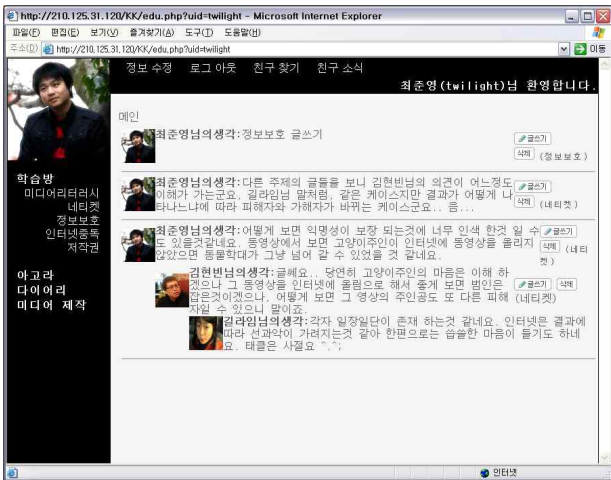 http://210.125.31.120/KK/edu.php?uid=twilight - Microsoft Internet Explorer
파일(F) 편집(E) 보기(V) 즐겨찾기(A) 도구(T) 도움말(H)
주소(D) http://210.125.31.120/KK/edu.php?uid=twilight 이동
정보 수정 로그 아웃 친구 찾기 친구 소식
최준영(twilight)님 환영합니다.
메인
최준영님의생각:정보보호 글쓰기
글쓰기
삭제 (정보보호)
학습방
미디어리터러시
네티켓
정보보호
인터넷중독
저작권
아고라
다이어리
미디어 제작
최준영님의생각:다른 주제의 글들을 보니 김현빈님의 의견이 어느정도
이해가 가는군요. 길라임님 말처럼, 같은 케이스지만 결과가 어떻게 나
타나느냐에 따라 피해자와 가해자가 바뀌는 케이스군요.. 음...
글쓰기
삭제 (네티켓)
최준영님의생각:어떻게 보면 익명성이 보장 되는것에 너무 인색 한것 일 수
도 있을것같네요. 동영상에서 보면 고양이주인이 인터넷에 동영상을 올리지
않았으면 동물학대가 그냥 넘어 갈 수 있었을 것 같네요.
글쓰기
삭제 (네티
켓)
김현빈님의생각:글쎄요.. 당연히 고양이주인의 마음은 이해 하
겠으나 그 동영상을 인터넷에 올림으로 해서 좋게 보면 범인은
잡은것이겠으나, 어떻게 보면 그 영상의 주인공도 또 다른 피해
자일 수 있으니 말이죠.
글쓰기 삭제
(네티켓)
길라임님의생각:각자 일장일단이 존재 하는것 같네요. 인터넷은 결과에
따라 선과악이 가려지는것 같아 한편으로는 씁쓸한 마음이 들기도 하네
요. 태클은 사절요 ^.^;
인터넷